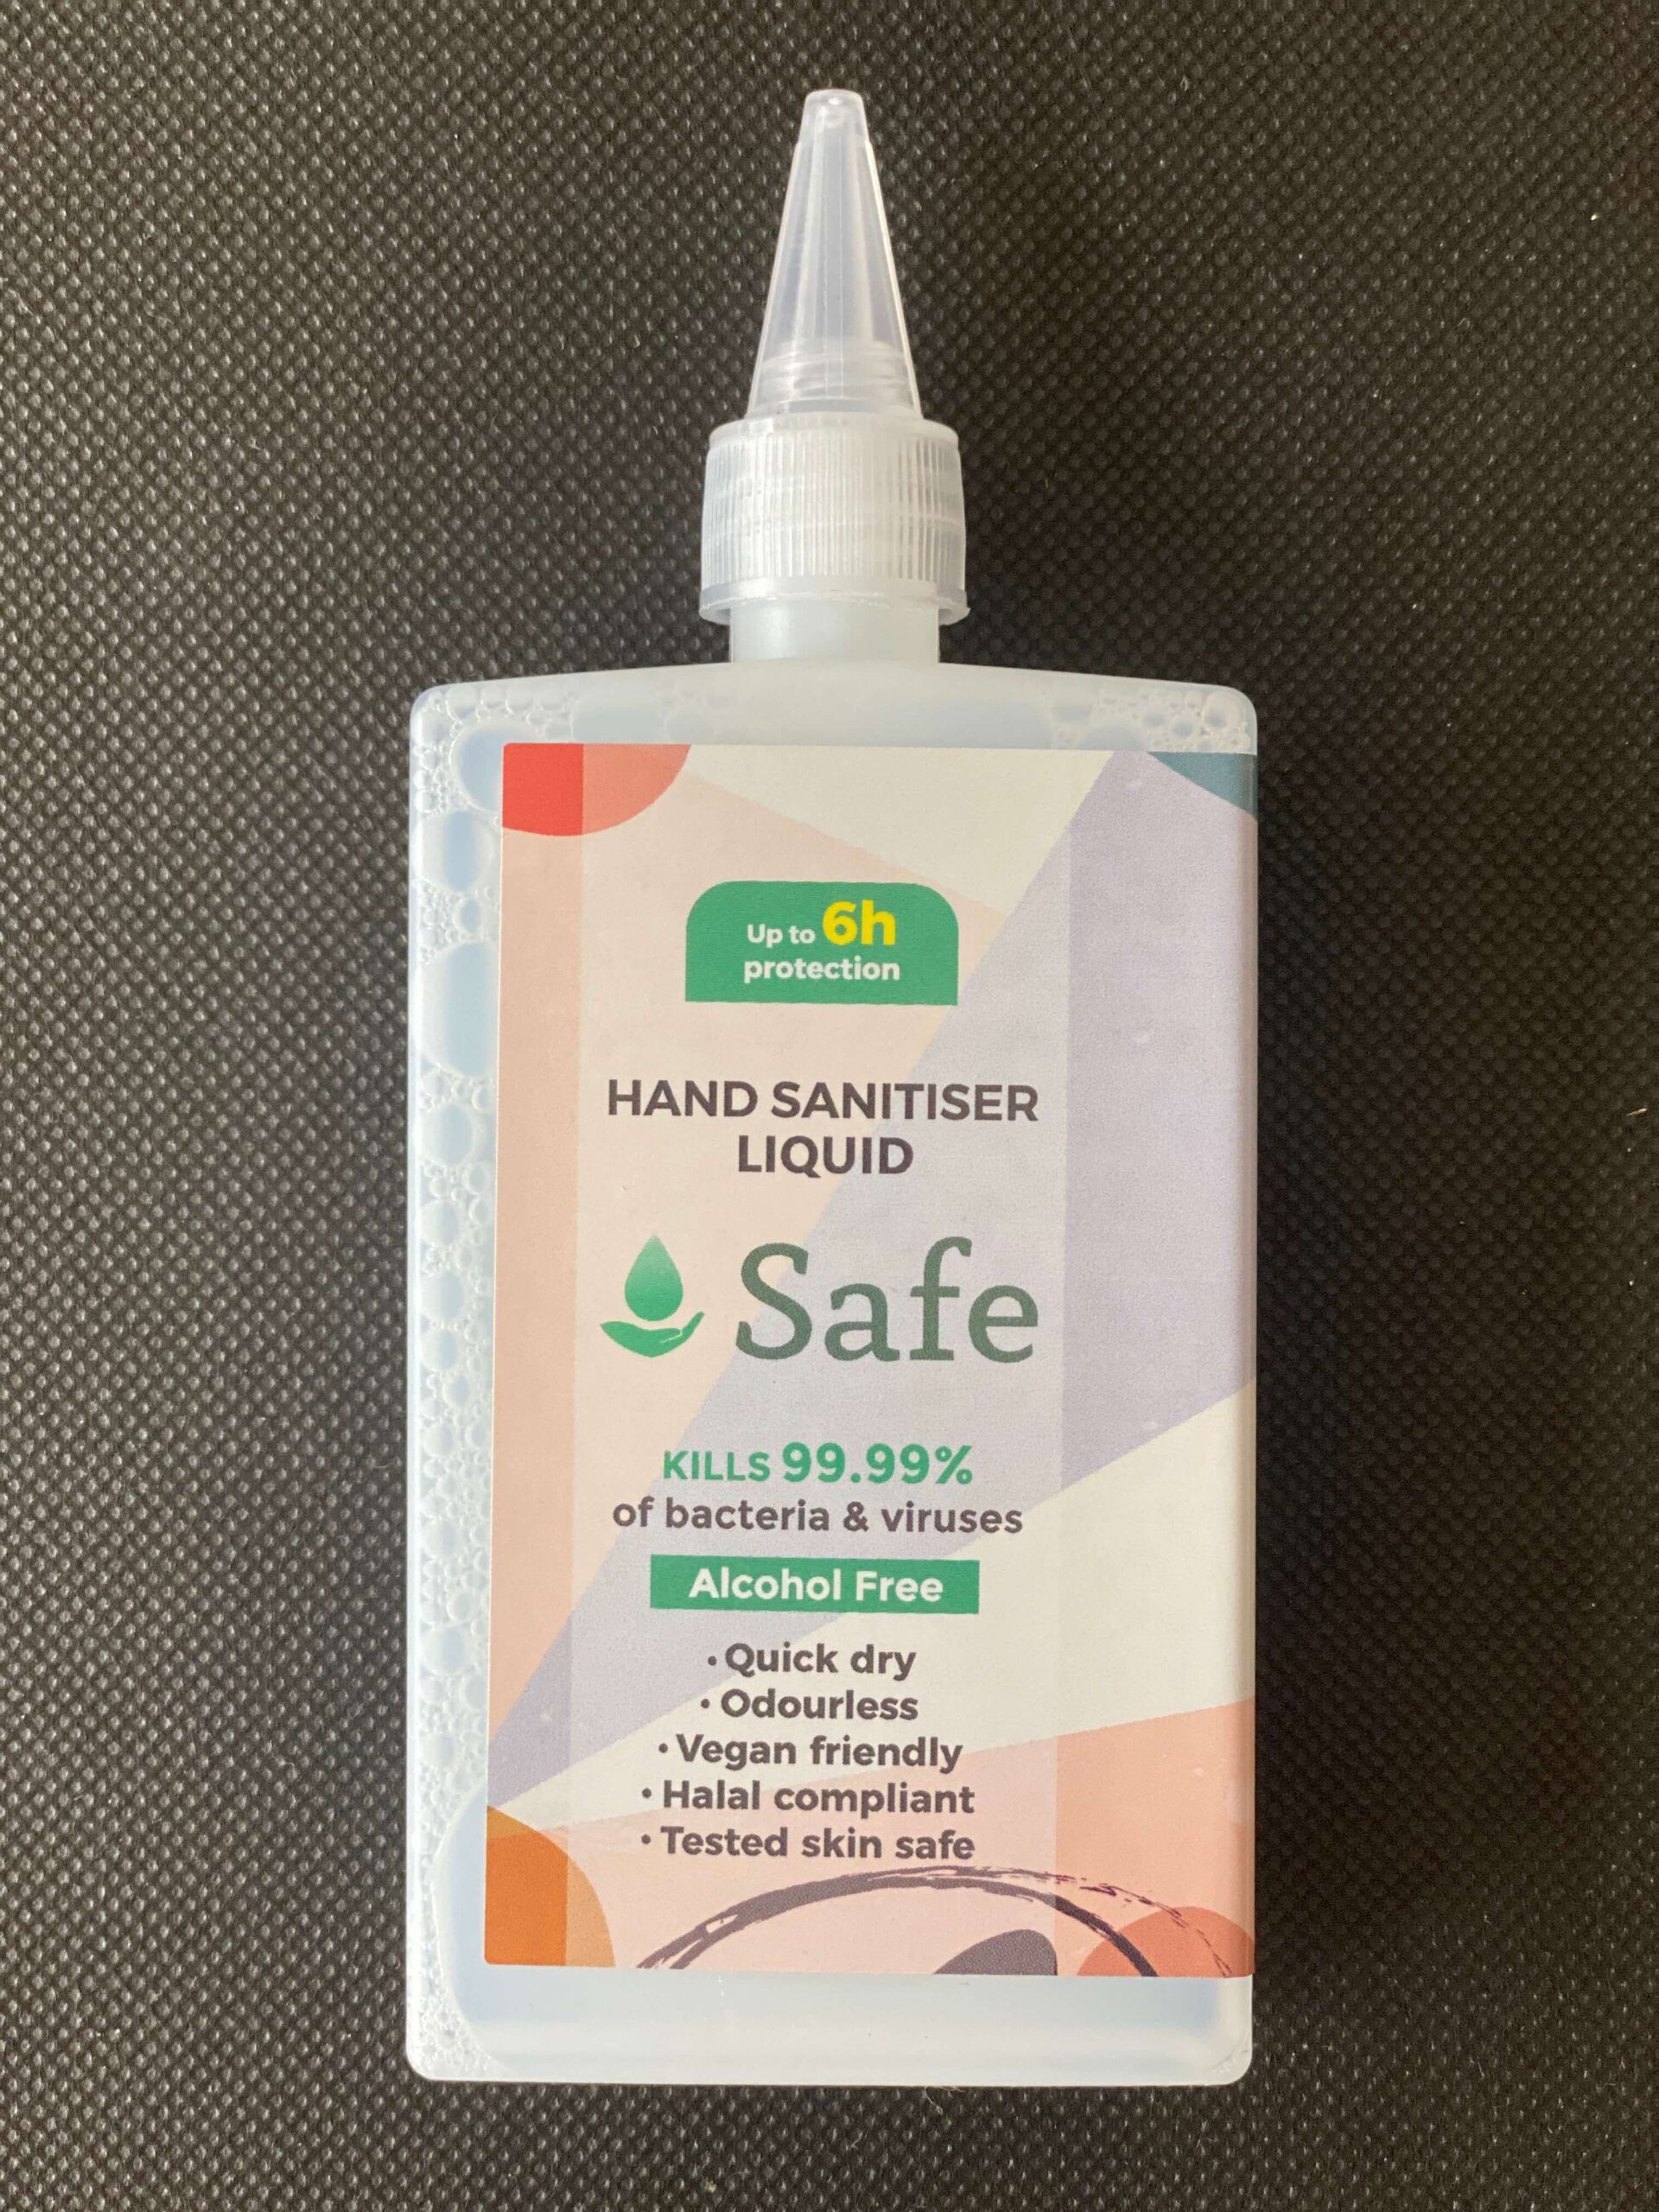 Up to 6h
protection
HAND SANITISER
LIQUID
Safe
KILLS 99.99%
of bacteria & viruses
Alcohol Free
• Quick dry
• Odourless
• Vegan friendly
• Halal compliant
• Tested skin safe